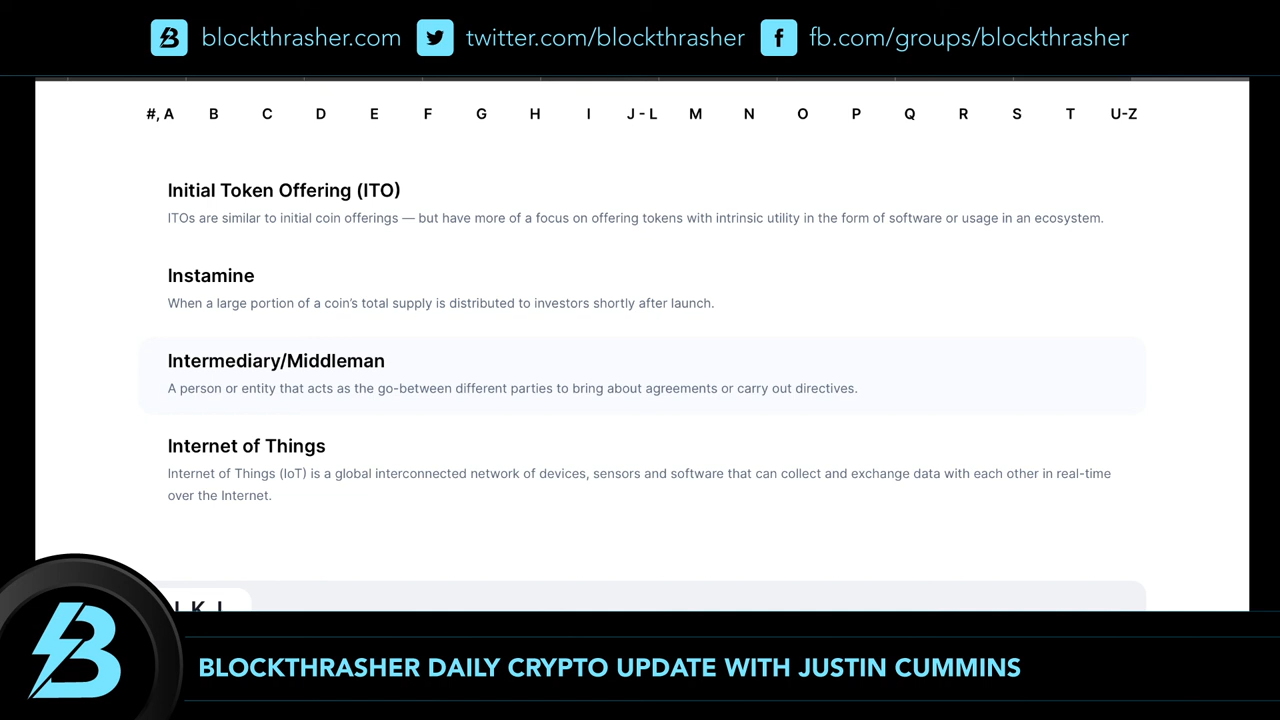 blockthrasher.com twitter.com/blockthrasher fb.com/groups/blockthrasher
#, A B C D E F G H I J - L M N O P Q R S T U-Z
Initial Token Offering (ITO)
ITOs are similar to initial coin offerings — but have more of a focus on offering tokens with intrinsic utility in the form of software or usage in an ecosystem.
Instamine
When a large portion of a coin's total supply is distributed to investors shortly after launch.
Intermediary/Middleman
A person or entity that acts as the go-between different parties to bring about agreements or carry out directives.
Internet of Things
Internet of Things (IoT) is a global interconnected network of devices, sensors and software that can collect and exchange data with each other in real-time
over the Internet.
BLOCKTHRASHER DAILY CRYPTO UPDATE WITH JUSTIN CUMMINS